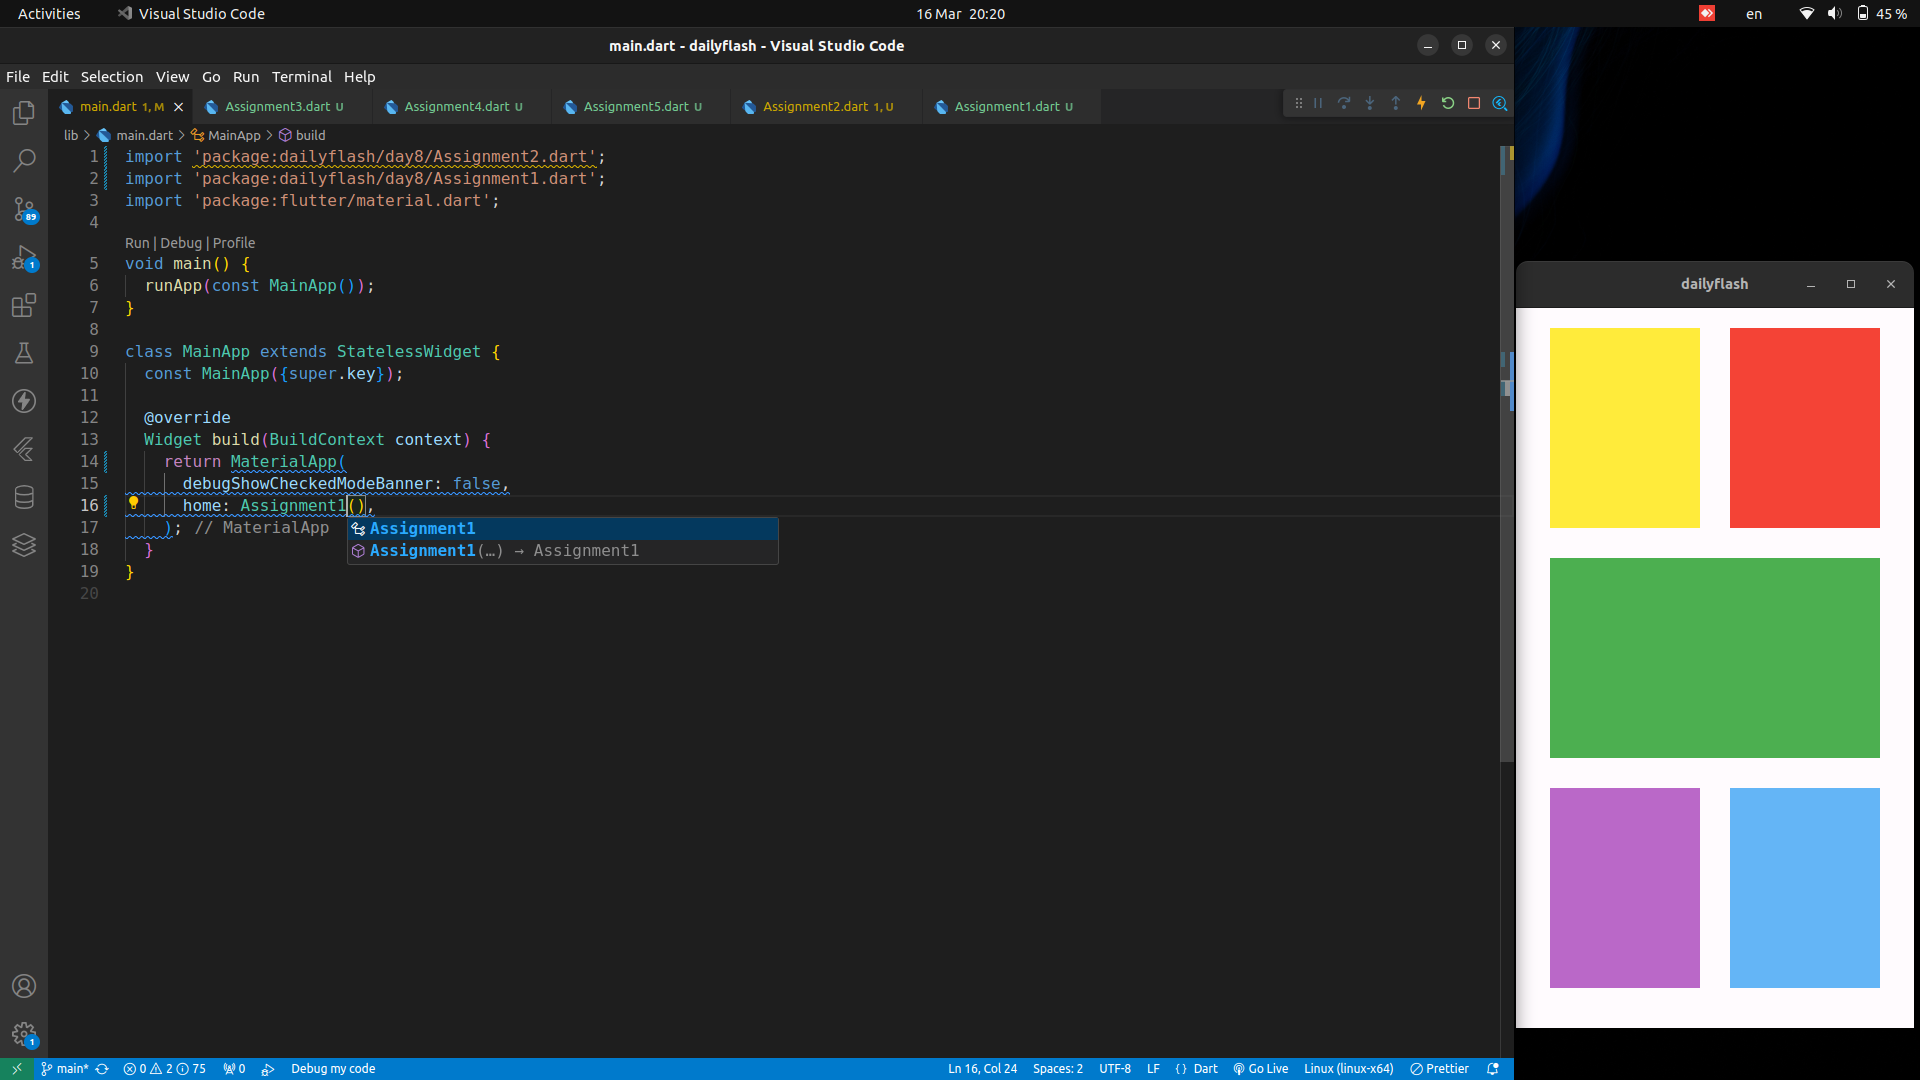 Activities
Visual Studio Code
16 Mar 20:20
en
45 %
main.dart - dailyflash - Visual Studio Code
File Edit Selection View Go Run Terminal Help
main.dart 1, M
Assignment3.dart U
Assignment4.dart U
Assignment5.dart U
Assignment2.dart 1, U
Assignment1.dart U
lib > main.dart > MainApp > build
1 import 'package:dailyflash/day8/Assignment2.dart';
2 import 'package:dailyflash/day8/Assignment1.dart';
3 import 'package:flutter/material.dart';
4
Run | Debug | Profile
5 void main() {
6 runApp(const MainApp());
7 }
8
9 class MainApp extends StatelessWidget {
10 const MainApp({super.key});
11
12 @override
13 Widget build(BuildContext context) {
14 return MaterialApp(
15 debugShowCheckedModeBanner: false,
16 home: Assignment1(),
17 ); // MaterialApp
Assignment1
18 }
Assignment1(…) → Assignment1
19 }
20
89
1
1
dailyflash
main*
0 2 75
0
Debug my code
Ln 16, Col 24
Spaces: 2
UTF-8
LF
{} Dart
Go Live
Linux (linux-x64)
Prettier